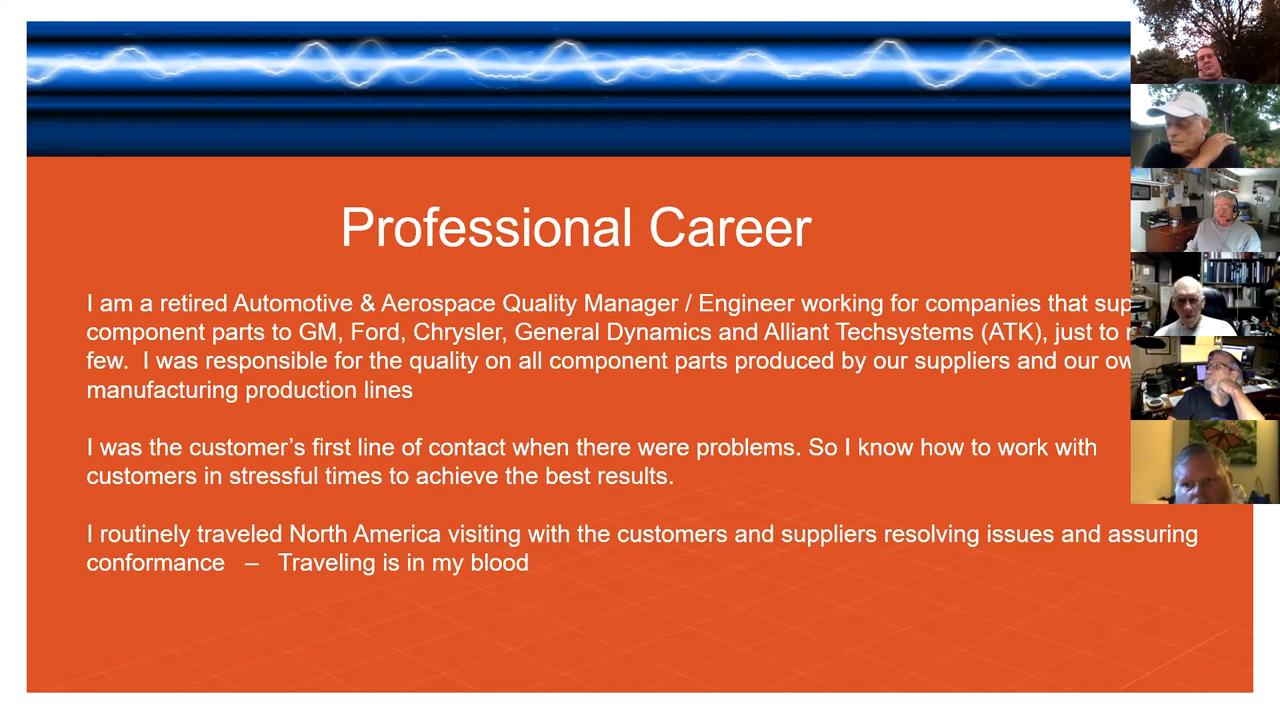 Professional Career
I am a retired Automotive & Aerospace Quality Manager / Engineer working for companies that
component parts to GM, Ford, Chrysler, General Dynamics and Alliant Techsystems (ATK), just to
few.  I was responsible for the quality on all component parts produced by our suppliers and our
manufacturing production lines
I was the customer’s first line of contact when there were problems. So I know how to work with
customers in stressful times to achieve the best results.
I routinely traveled North America visiting with the customers and suppliers resolving issues and assuring
conformance   –   Traveling is in my blood